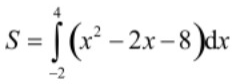 S = ∫_{-2}^{4} (x² – 2x – 8)dx